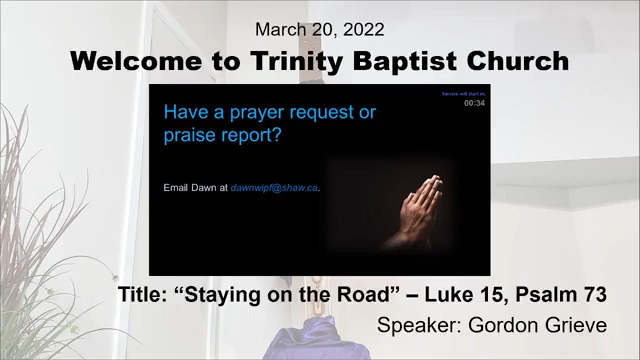 March 20, 2022
Welcome to Trinity Baptist Church
Service will start in:
00:34
Have a prayer request or
praise report?
Email Dawn at dawnwipf@shaw.ca.
Title: “Staying on the Road” – Luke 15, Psalm 73
Speaker: Gordon Grieve